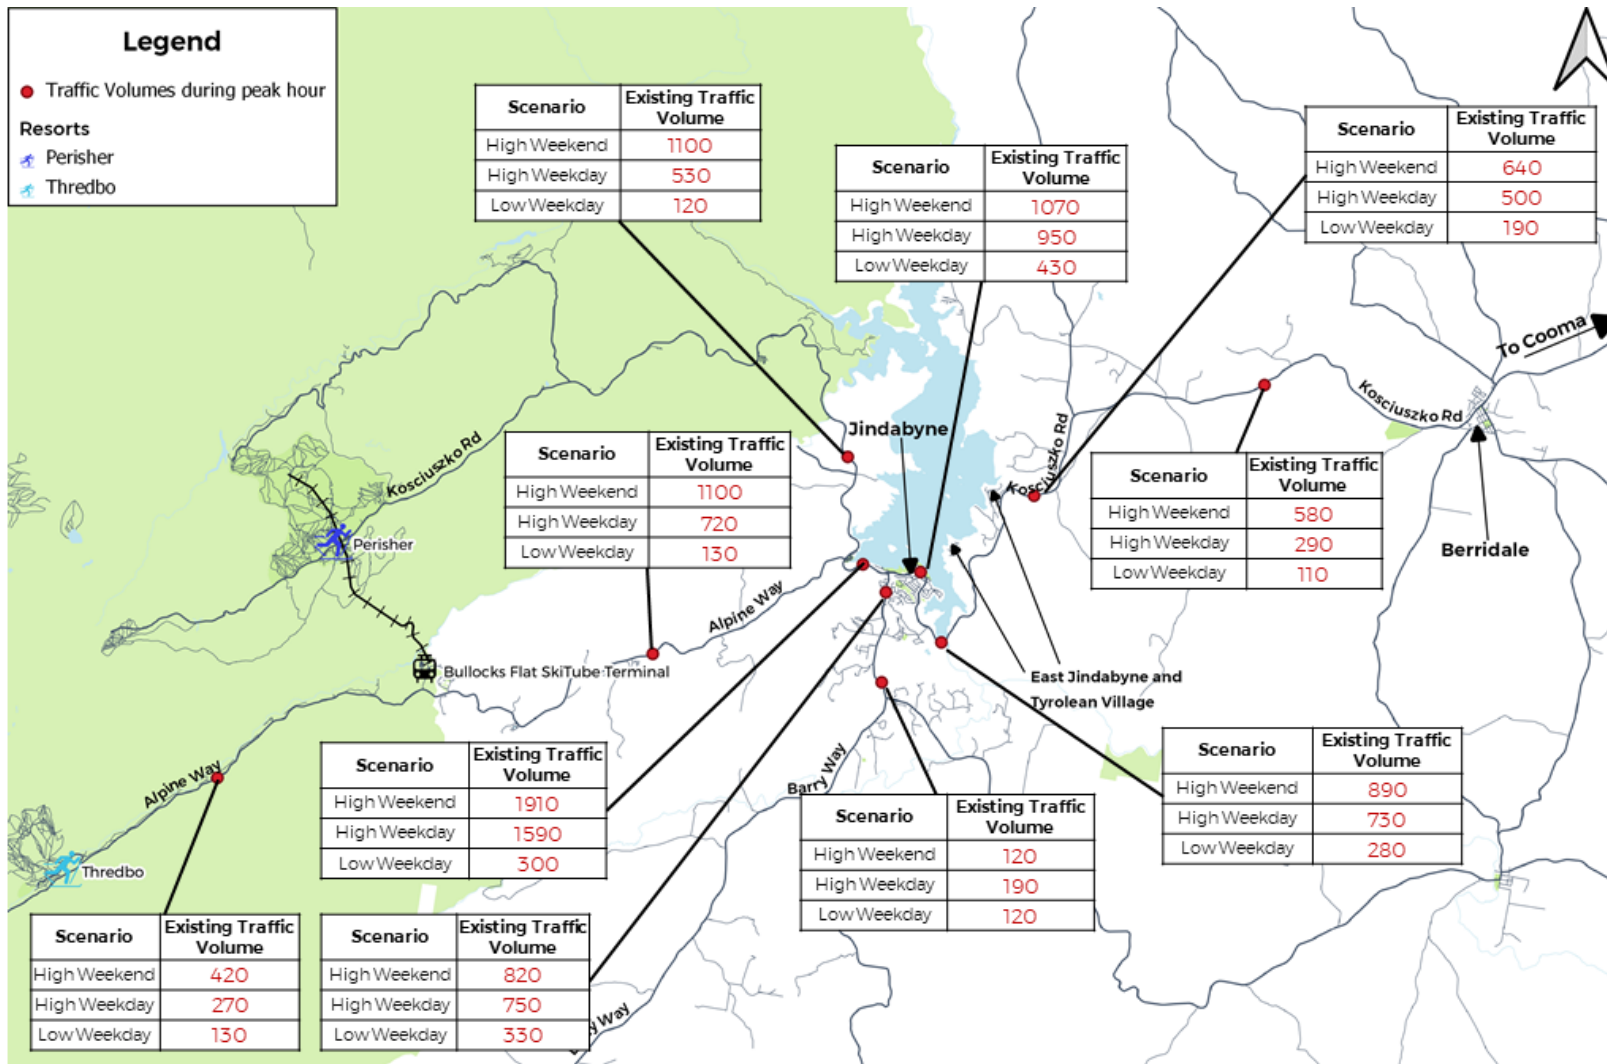 Legend
Traffic Volumes during peak hour
Resorts
Perisher
Thredbo
Scenario
Existing Traffic
Volume
High Weekend 1100
High Weekday 530
Low Weekday 120
Scenario
Existing Traffic
Volume
High Weekend 1070
High Weekday 950
Low Weekday 430
Scenario
Existing Traffic
Volume
High Weekend 640
High Weekday 500
Low Weekday 190
To Cooma
Kosciuszko Rd
Jindabyne
Kosciuszko Rd
Kosciuszko Rd
Scenario
Existing Traffic
Volume
High Weekend 1100
High Weekday 720
Low Weekday 130
Scenario
Existing Traffic
Volume
High Weekend 580
High Weekday 290
Low Weekday 110
Berridale
Perisher
Alpine Way
Bullocks Flat SkiTube Terminal
East Jindabyne and
Tyrolean Village
Alpine Way
Barry Way
Thredbo
Scenario
Existing Traffic
Volume
High Weekend 1910
High Weekday 1590
Low Weekday 300
Scenario
Existing Traffic
Volume
High Weekend 890
High Weekday 730
Low Weekday 280
Scenario
Existing Traffic
Volume
High Weekend 120
High Weekday 190
Low Weekday 120
Scenario
Existing Traffic
Volume
High Weekend 420
High Weekday 270
Low Weekday 130
Scenario
Existing Traffic
Volume
High Weekend 820
High Weekday 750
Low Weekday 330
Way